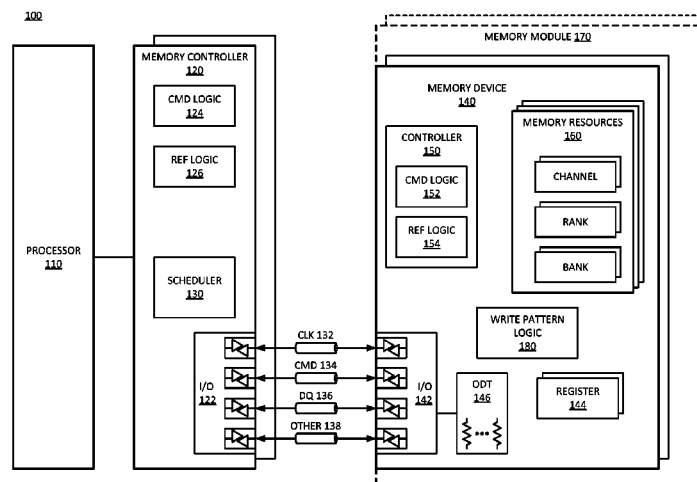 100
PROCESSOR
110
MEMORY CONTROLLER
120
CMD LOGIC
124
REF LOGIC
126
SCHEDULER
130
I/O
122
CLK 132
CMD 134
DQ 136
OTHER 138
MEMORY MODULE 170
MEMORY DEVICE
140
CONTROLLER
150
CMD LOGIC
152
REF LOGIC
154
MEMORY RESOURCES
160
CHANNEL
RANK
BANK
WRITE PATTERN
LOGIC
180
I/O
142
ODT
146
REGISTER
144